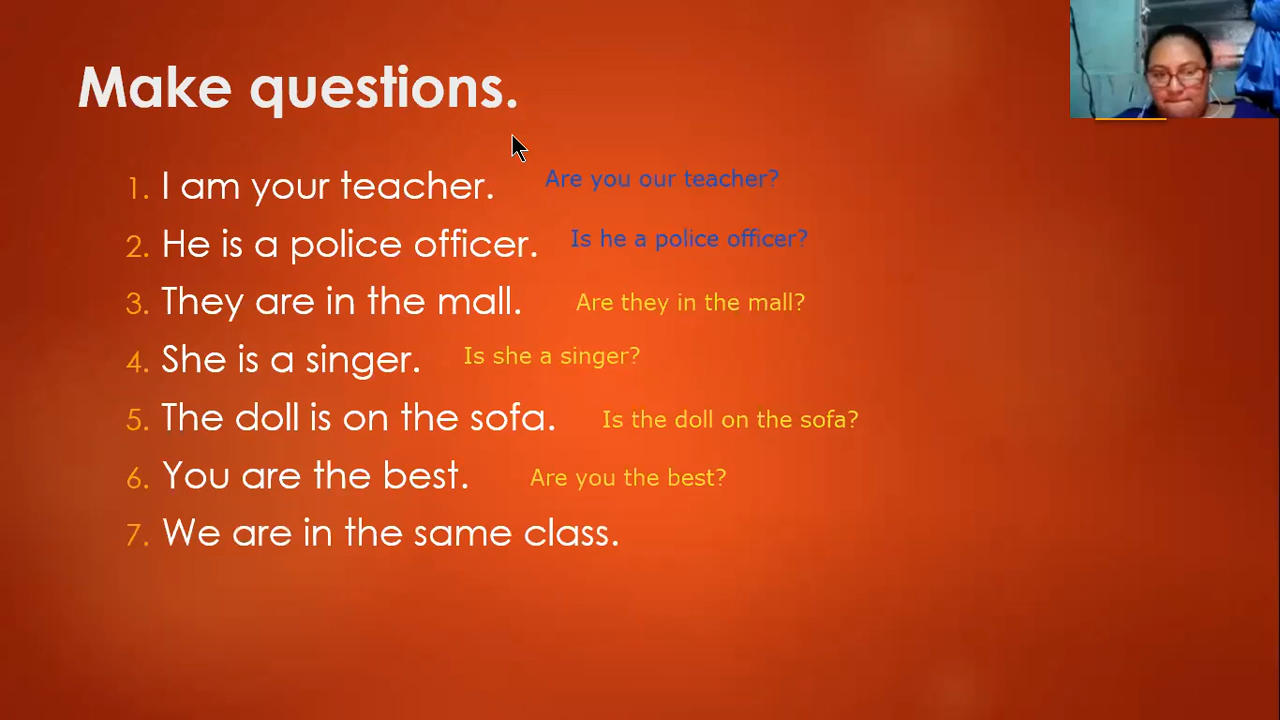 Make questions.
1. I am your teacher. Are you our teacher?
2. He is a police officer. Is he a police officer?
3. They are in the mall. Are they in the mall?
4. She is a singer. Is she a singer?
5. The doll is on the sofa. Is the doll on the sofa?
6. You are the best. Are you the best?
7. We are in the same class.